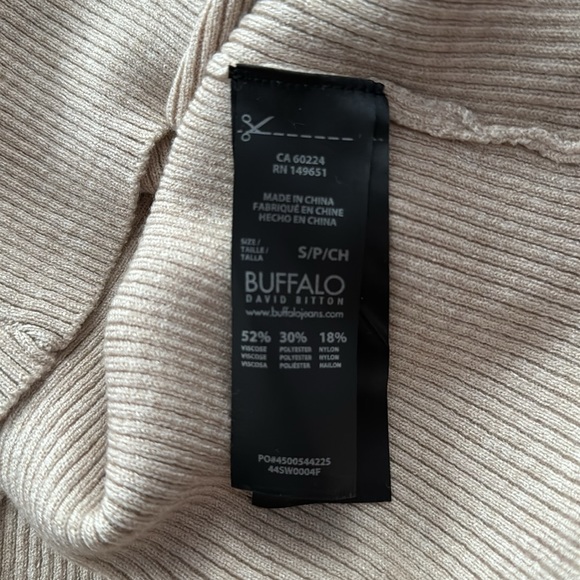 CA 60224
RN 149651
MADE IN CHINA
FABRIQUÉ EN CHINE
HECHO EN CHINA
SIZE /
TAILLE /
TALLA
S/P/CH
BUFFALO
DAVID BITTON
www.buffalojeans.com
52% 30% 18%
VISCOSE POLYESTER NYLON
VISCOSE POLYESTER NYLON
VISCOSA POLIÉSTER NAILON
PO#4500544225
445W0004F